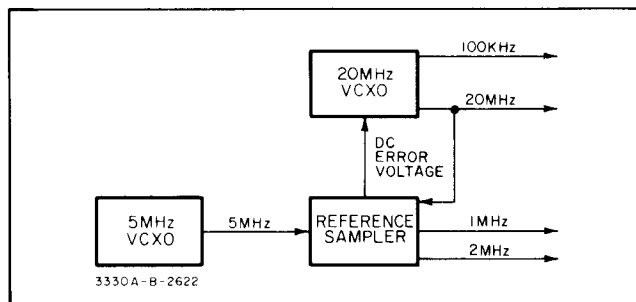 100KHz
20MHz
VCXO
20MHz
DC
ERROR
VOLTAGE
5MHz
VCXO
5MHz
REFERENCE
SAMPLER
1MHz
2MHz
3330A-B-2622